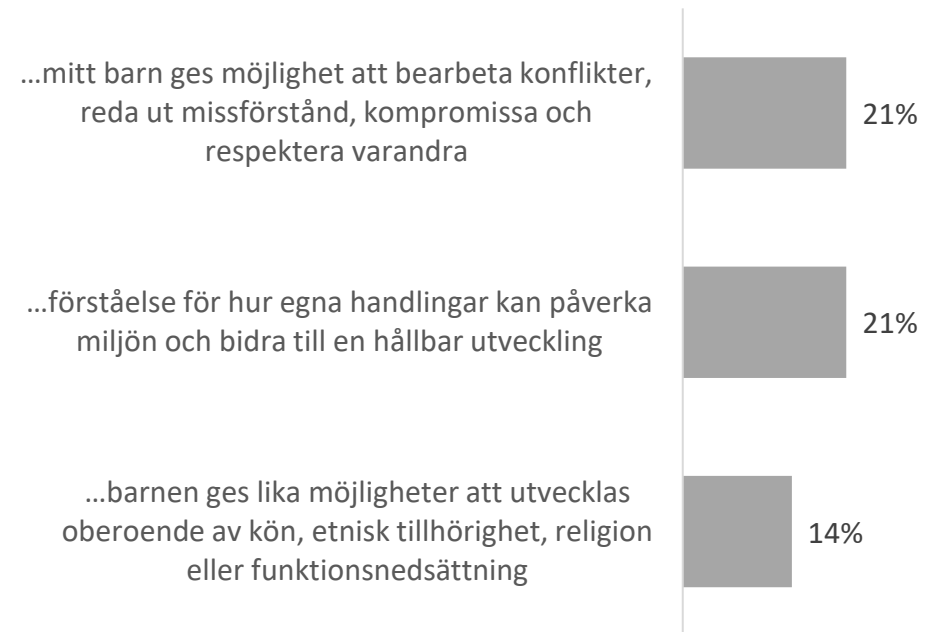 …mitt barn ges möjlighet att bearbeta konflikter,
reda ut missförstånd, kompromissa och
respektera varandra
21%
…förståelse för hur egna handlingar kan påverka
miljön och bidra till en hållbar utveckling
21%
…barnen ges lika möjligheter att utvecklas
oberoende av kön, etnisk tillhörighet, religion
eller funktionsnedsättning
14%